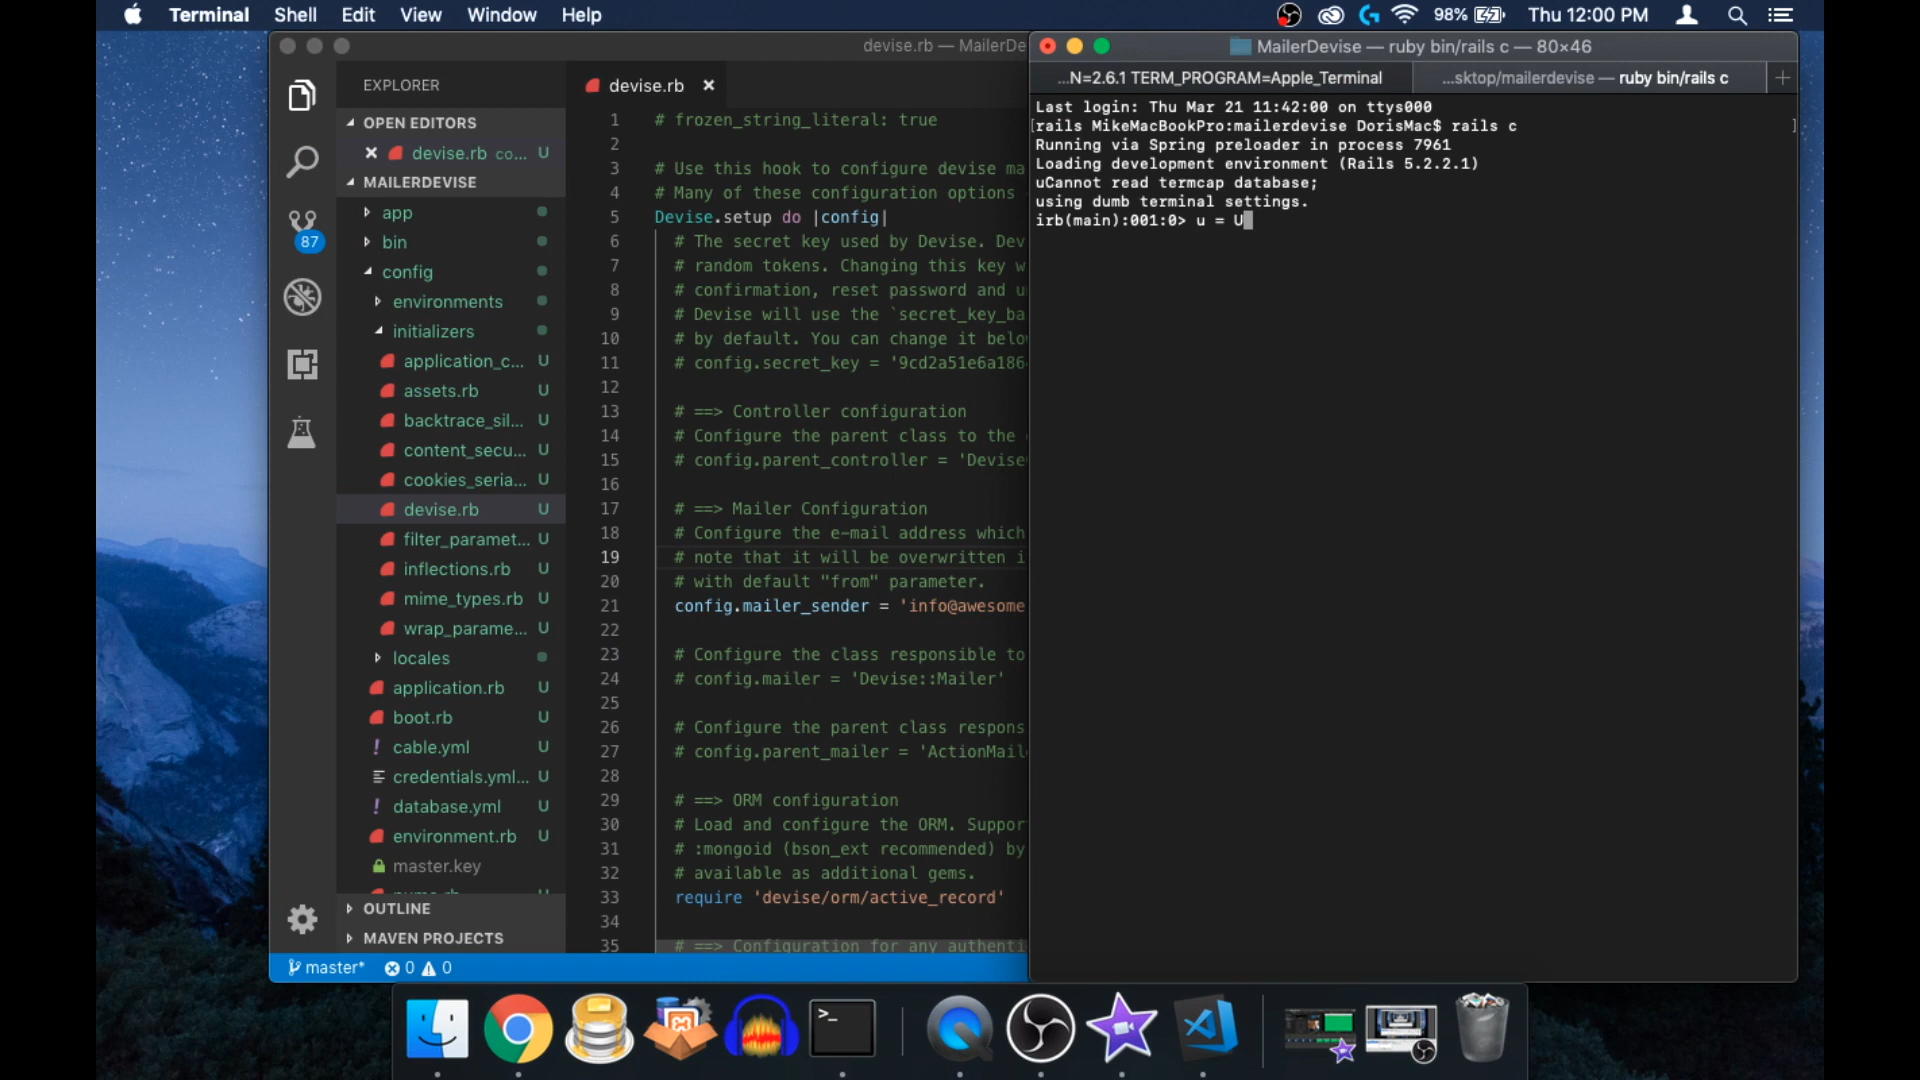 Terminal Shell Edit View Window Help
98% Thu 12:00 PM
devise.rb — MailerDe
EXPLORER
OPEN EDITORS
devise.rb co... U
MAILERDEVISE
app
bin
config
environments
initializers
application_c... U
assets.rb U
backtrace_sil... U
content_secu... U
cookies_seria... U
devise.rb U
filter_paramet... U
inflections.rb U
mime_types.rb U
wrap_parame... U
locales
application.rb U
boot.rb U
cable.yml U
credentials.yml... U
database.yml U
environment.rb U
master.key
OUTLINE
MAVEN PROJECTS
87
master* 0 0
devise.rb
1 # frozen_string_literal: true
2
3 # Use this hook to configure devise ma
4 # Many of these configuration options
5 Devise.setup do |config|
6 # The secret key used by Devise. Dev
7 # random tokens. Changing this key w
8 # confirmation, reset password and u
9 # Devise will use the `secret_key_ba
10 # by default. You can change it belo
11 # config.secret_key = '9cd2a51e6a186
12
13 # ==> Controller configuration
14 # Configure the parent class to the
15 # config.parent_controller = 'Devise
16
17 # ==> Mailer Configuration
18 # Configure the e-mail address which
19 # note that it will be overwritten i
20 # with default "from" parameter.
21 config.mailer_sender = 'info@awesome
22
23 # Configure the class responsible to
24 # config.mailer = 'Devise::Mailer'
25
26 # Configure the parent class respons
27 # config.parent_mailer = 'ActionMail
28
29 # ==> ORM configuration
30 # Load and configure the ORM. Suppor
31 # :mongoid (bson_ext recommended) by
32 # available as additional gems.
33 require 'devise/orm/active_record'
34
35 # ==> Configuration for any authenti
MailerDevise — ruby bin/rails c — 80×46
...N=2.6.1 TERM_PROGRAM=Apple_Terminal
...sktop/mailerdevise — ruby bin/rails c
Last login: Thu Mar 21 11:42:00 on ttys000
[rails MikeMacBookPro:mailerdevise DorisMac$ rails c ]
Running via Spring preloader in process 7961
Loading development environment (Rails 5.2.2.1)
uCannot read termcap database;
using dumb terminal settings.
irb(main):001:0> u = U